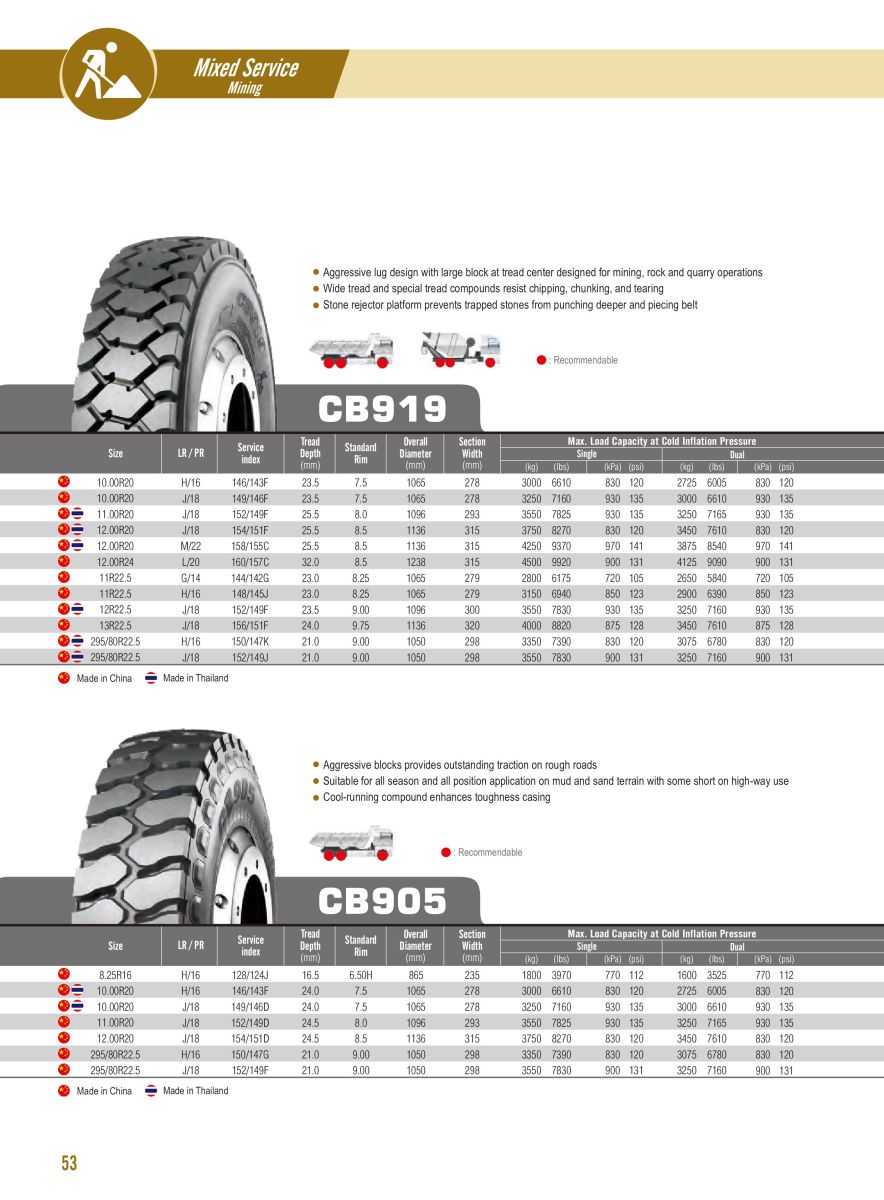 Mixed Service
Mining
Aggressive lug design with large block at tread center designed for mining, rock and quarry operations
Wide tread and special tread compounds resist chipping, chunking, and tearing
Stone rejector platform prevents trapped stones from punching deeper and piecing belt
: Recommendable
CB919
Size LR / PR Service index Tread Depth (mm) Standard Rim Overall Diameter (mm) Section Width (mm) Max. Load Capacity at Cold Inflation Pressure
Single Dual
(kg) (lbs) (kPa) (psi) (kg) (lbs) (kPa) (psi)
10.00R20 H/16 146/143F 23.5 7.5 1065 278 3000 6610 830 120 2725 6005 830 120
10.00R20 J/18 149/146F 23.5 7.5 1065 278 3250 7160 930 135 3000 6610 930 135
11.00R20 J/18 152/149F 25.5 8.0 1096 293 3550 7825 930 135 3250 7165 930 135
12.00R20 J/18 154/151F 25.5 8.5 1136 315 3750 8270 830 120 3450 7610 830 120
12.00R20 M/22 158/155C 25.5 8.5 1136 315 4250 9370 970 141 3875 8540 970 141
12.00R24 L/20 160/157C 32.0 8.5 1238 315 4500 9920 900 131 4125 9090 900 131
11R22.5 G/14 144/142G 23.0 8.25 1065 279 2800 6175 720 105 2650 5840 720 105
11R22.5 H/16 148/145J 23.0 8.25 1065 279 3150 6940 850 123 2900 6390 850 123
12R22.5 J/18 152/149F 23.5 9.00 1096 300 3550 7830 930 135 3250 7160 930 135
13R22.5 J/18 156/151F 24.0 9.75 1136 320 4000 8820 875 128 3450 7610 875 128
295/80R22.5 H/16 150/147K 21.0 9.00 1050 298 3350 7390 830 120 3075 6780 830 120
295/80R22.5 J/18 152/149J 21.0 9.00 1050 298 3550 7830 900 131 3250 7160 900 131
Made in China Made in Thailand
Aggressive blocks provides outstanding traction on rough roads
Suitable for all season and all position application on mud and sand terrain with some short on high-way use
Cool-running compound enhances toughness casing
: Recommendable
CB905
Size LR / PR Service index Tread Depth (mm) Standard Rim Overall Diameter (mm) Section Width (mm) Max. Load Capacity at Cold Inflation Pressure
Single Dual
(kg) (lbs) (kPa) (psi) (kg) (lbs) (kPa) (psi)
8.25R16 H/16 128/124J 16.5 6.50H 865 235 1800 3970 770 112 1600 3525 770 112
10.00R20 H/16 146/143F 24.0 7.5 1065 278 3000 6610 830 120 2725 6005 830 120
10.00R20 J/18 149/146D 24.0 7.5 1065 278 3250 7160 930 135 3000 6610 930 135
11.00R20 J/18 152/149D 24.5 8.0 1096 293 3550 7825 930 135 3250 7165 930 135
12.00R20 J/18 154/151D 24.5 8.5 1136 315 3750 8270 830 120 3450 7610 830 120
295/80R22.5 H/16 150/147G 21.0 9.00 1050 298 3350 7390 830 120 3075 6780 830 120
295/80R22.5 J/18 152/149F 21.0 9.00 1050 298 3550 7830 900 131 3250 7160 900 131
Made in China Made in Thailand
53